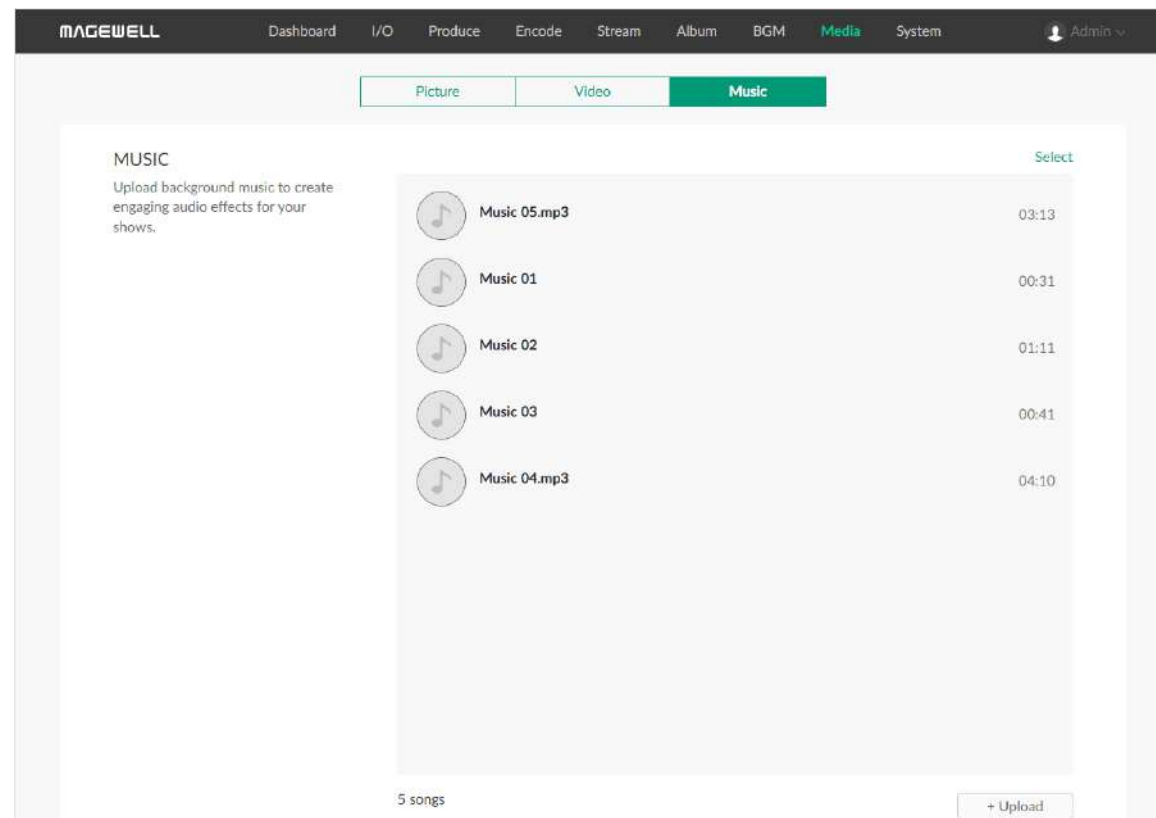 MAGEWELL Dashboard I/O Produce Encode Stream Album BGM Media System Admin
Picture Video Music
MUSIC Select
Upload background music to create
engaging audio effects for your
shows.
Music 05.mp3 03:13
Music 01 00:31
Music 02 01:11
Music 03 00:41
Music 04.mp3 04:10
5 songs + Upload